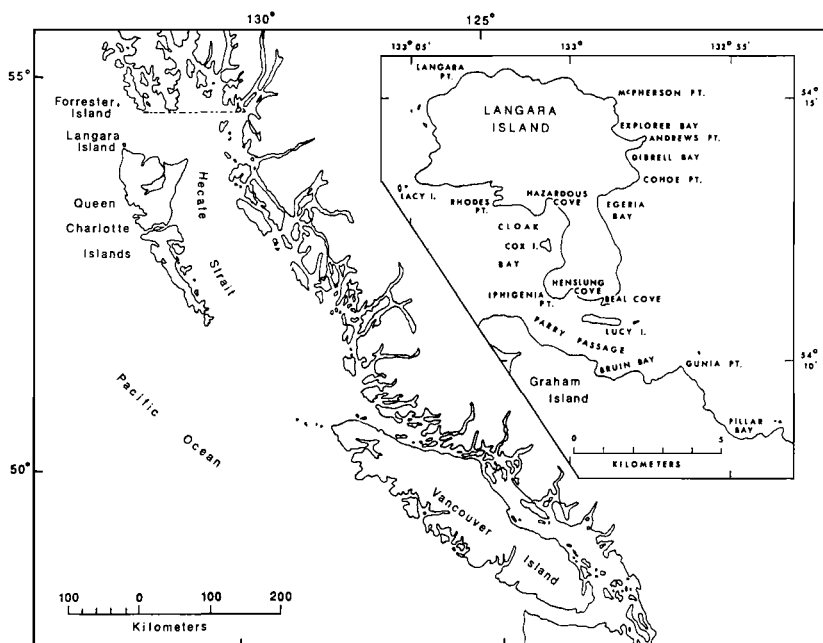 130°
125°
55°
50°
Forrester
Island
Langara
Island
Queen
Charlotte
Islands
Hecate
Strait
Pacific Ocean
Vancouver
Island
100 0 100 200
Kilometers
133° 05'
133°
132° 55'
54°
15'
54°
10'
LANGARA
PT.
LANGARA
ISLAND
McPHERSON PT.
EXPLORER BAY
ANDREWS PT.
DIBRELL BAY
COHOE PT.
EGERIA
BAY
LACY I.
RHODES
PT.
HAZARDOUS
COVE
CLOAK
COX I.
BAY
HENSLUNG
COVE
IPHIGENIA
PT.
BEAL COVE
LUCY I.
PARRY PASSAGE
BRUIN BAY
GUNIA PT.
Graham
Island
PILLAR
BAY
0 5
KILOMETERS